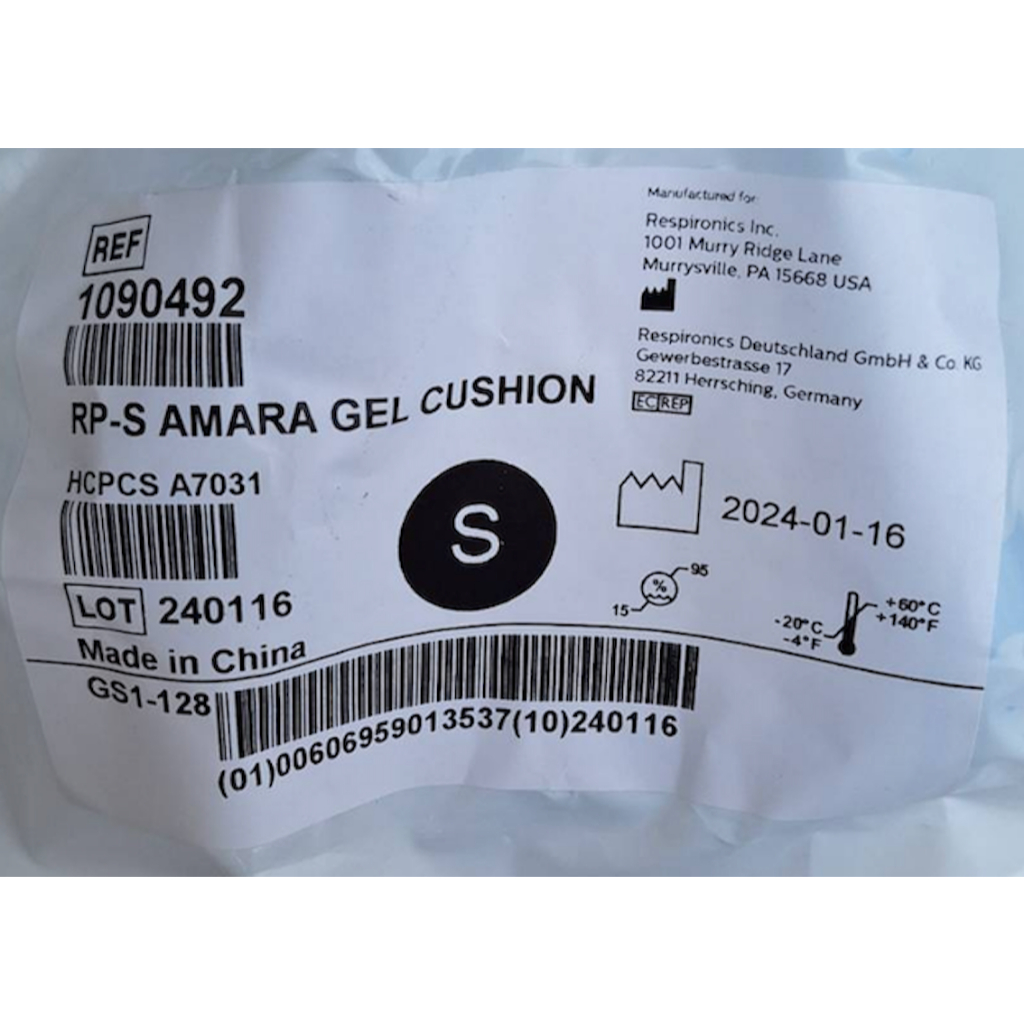 REF
1090492
RP-S AMARA GEL CUSHION
HCPCS A7031
S
LOT 240116
Made in China
GS1-128
(01)00606959013537(10)240116
Manufactured for:
Respironics Inc.
1001 Murry Ridge Lane
Murrysville, PA 15668 USA
Respironics Deutschland GmbH & Co. KG
Gewerbestrasse 17
82211 Herrsching, Germany
EC REP
2024-01-16
% 95
15
+60°C
+140°F
-20°C
-4°F